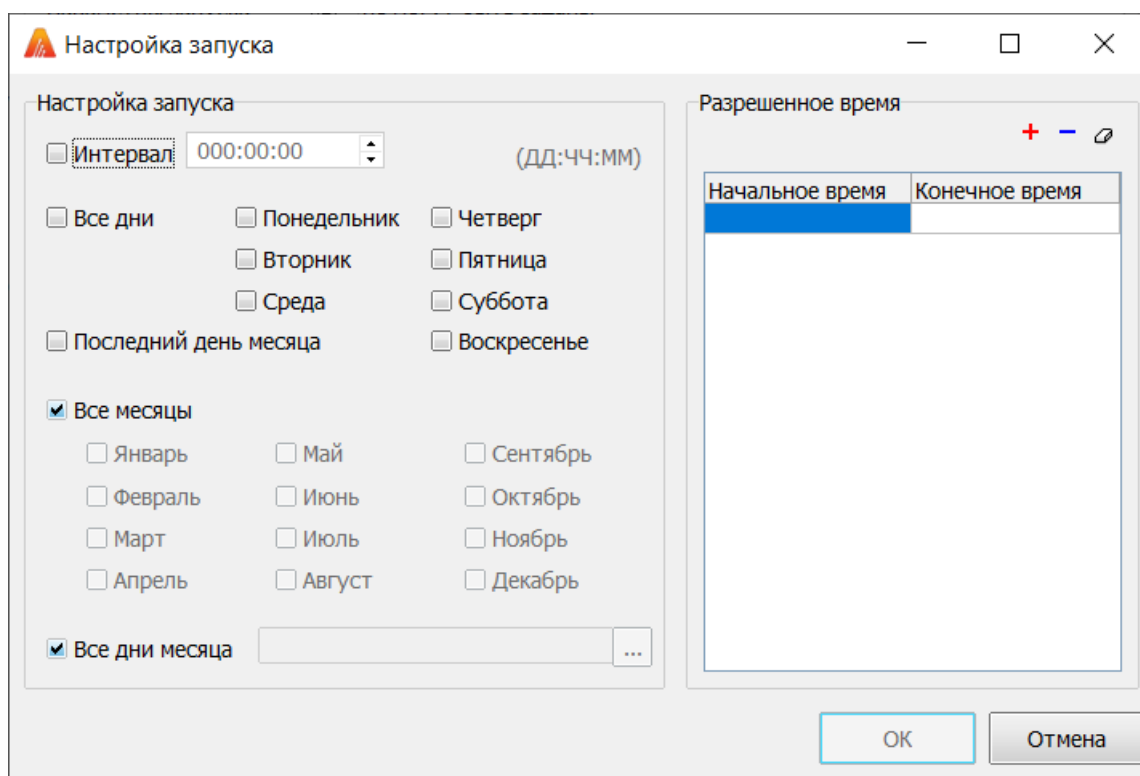 Настройка запуска
Настройка запуска
Интервал 000:00:00 (ДД:ЧЧ:ММ)
Все дни Понедельник Четверг
Вторник Пятница
Среда Суббота
Последний день месяца Воскресенье
Все месяцы
Январь Май Сентябрь
Февраль Июнь Октябрь
Март Июль Ноябрь
Апрель Август Декабрь
Все дни месяца ...
Разрешенное время
Начальное время Конечное время
ОК Отмена